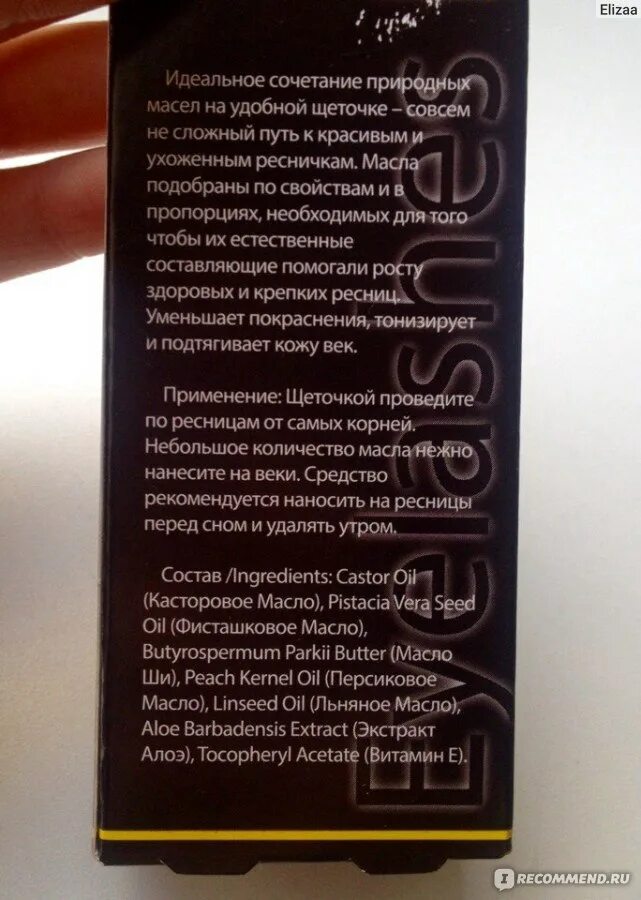 Elizaa
Идеальное сочетание природных
масел на удобной щеточке – совсем
не сложный путь к красивым и
ухоженным ресничкам. Масла
подобраны по свойствам и в
пропорциях, необходимых для того
чтобы их естественные
составляющие помогали росту
здоровых и крепких ресниц.
Уменьшает покраснения, тонизирует
и подтягивает кожу век.
Применение: Щеточкой проведите
по ресницам от самых корней.
Небольшое количество масла нежно
нанесите на веки. Средство
рекомендуется наносить на ресницы
перед сном и удалять утром.
Состав /Ingredients: Castor Oil
(Касторовое Масло), Pistacia Vera Seed
Oil (Фисташковое Масло),
Butyrospermum Parkii Butter (Масло
Ши), Peach Kernel Oil (Персиковое
Масло), Linseed Oil (Льняное Масло),
Aloe Barbadensis Extract (Экстракт
Алоэ), Tocopheryl Acetate (Витамин Е).
Eyelashes
IRECOMMEND.RU